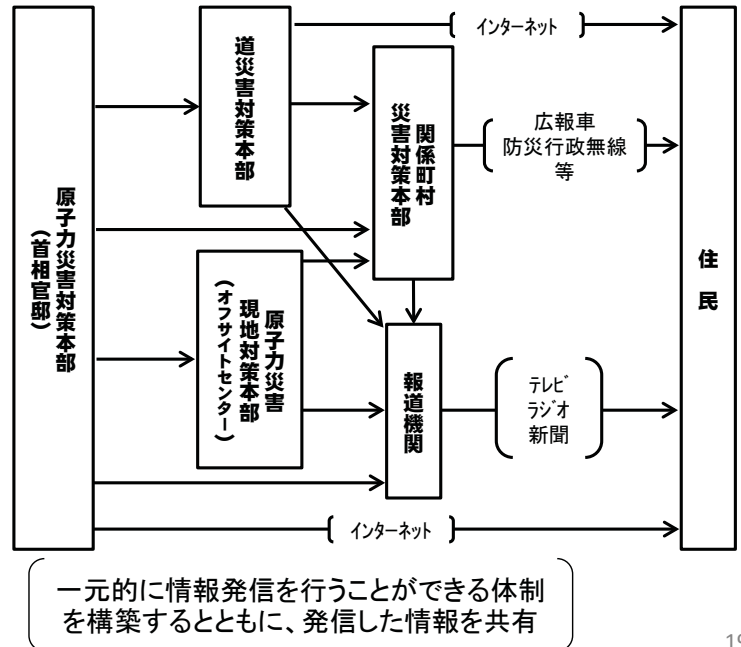 原子力災害対策本部
(首相官邸)
道災害対策本部
原子力災害
現地対策本部
(オフサイトセンター)
関係町村
災害対策本部
報道機関
インターネット
広報車
防災行政無線
等
テレビ
ラジオ
新聞
インターネット
住民
一元的に情報発信を行うことができる体制
を構築するとともに、発信した情報を共有
19